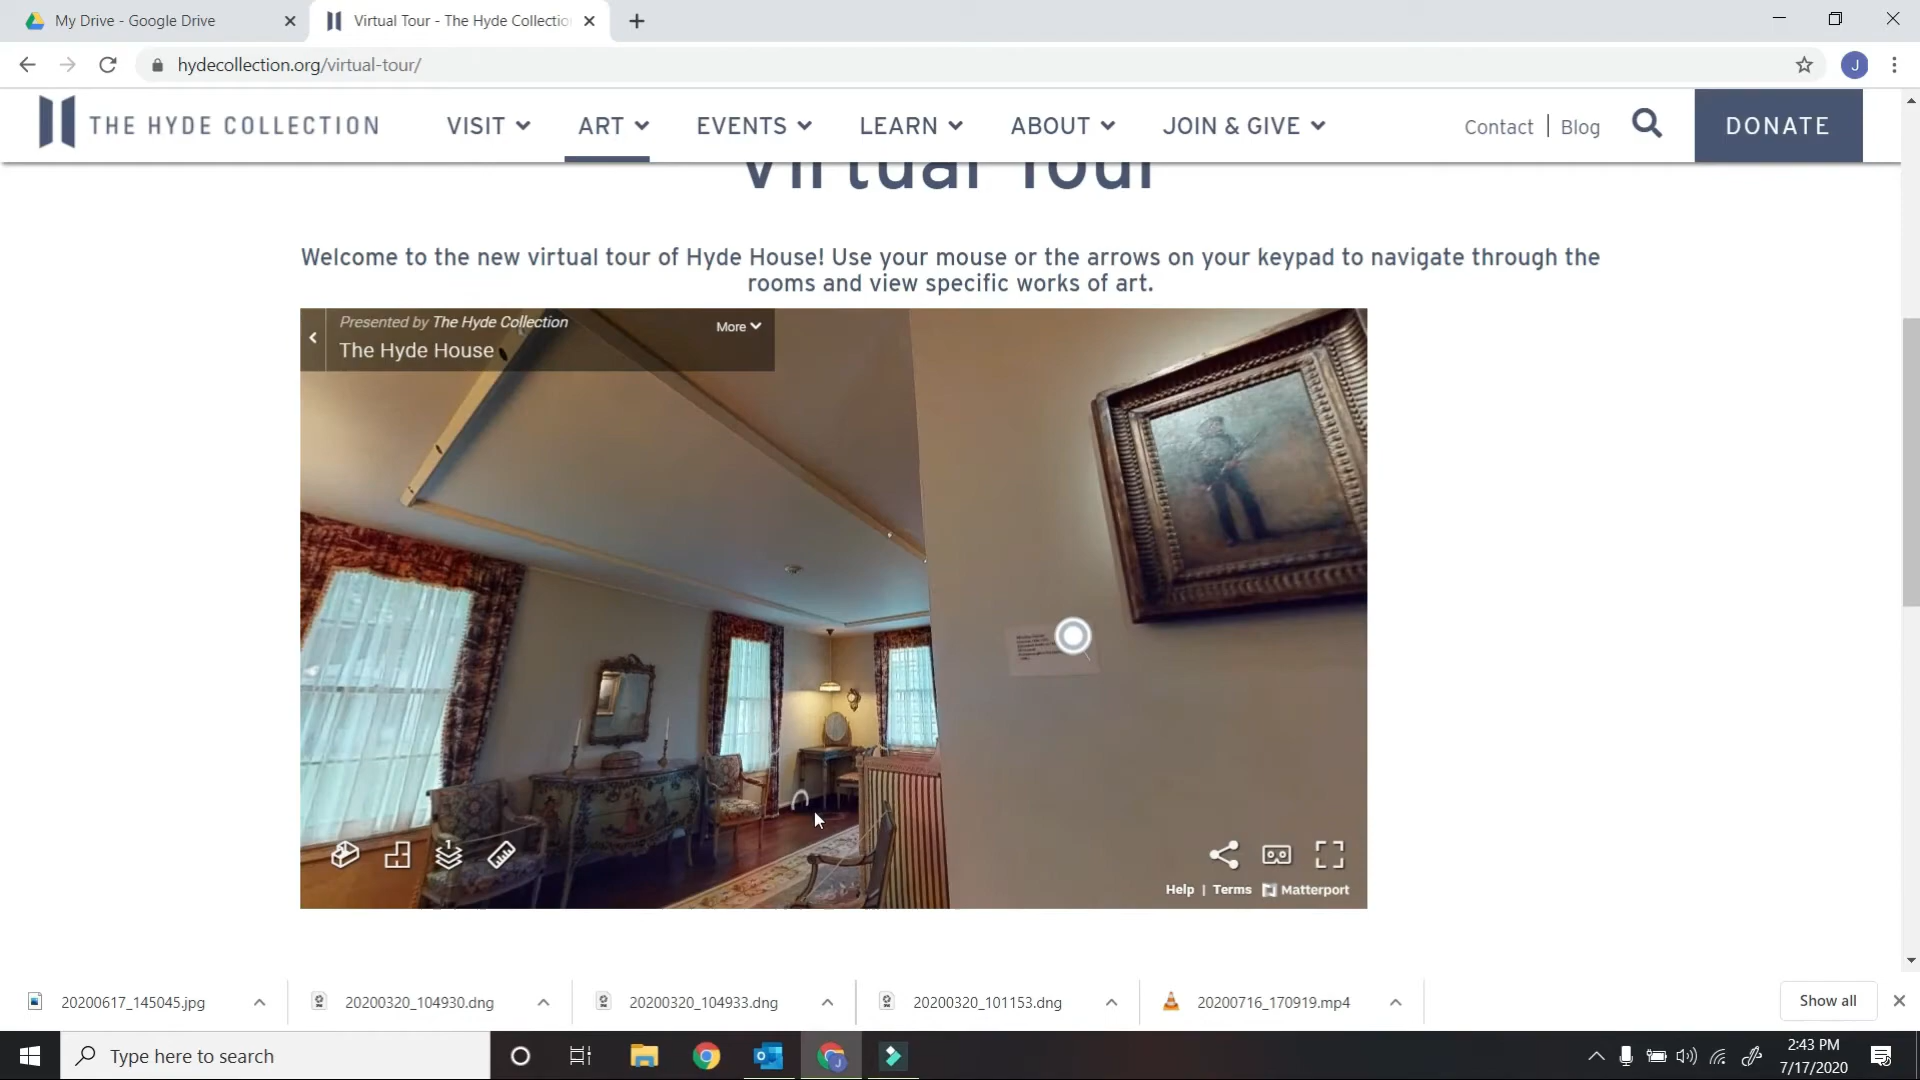 My Drive - Google Drive
Virtual Tour - The Hyde Collectio
hydecollection.org/virtual-tour/
J
THE HYDE COLLECTION
VISIT
ART
EVENTS
LEARN
ABOUT
JOIN & GIVE
Contact | Blog
DONATE
Virtual Tour
Welcome to the new virtual tour of Hyde House! Use your mouse or the arrows on your keypad to navigate through the
rooms and view specific works of art.
Presented by The Hyde Collection
More
The Hyde House
1
Help | Terms
Matterport
20200617_145045.jpg
20200320_104930.dng
20200320_104933.dng
20200320_101153.dng
20200716_170919.mp4
Show all
Type here to search
J
2:43 PM
7/17/2020